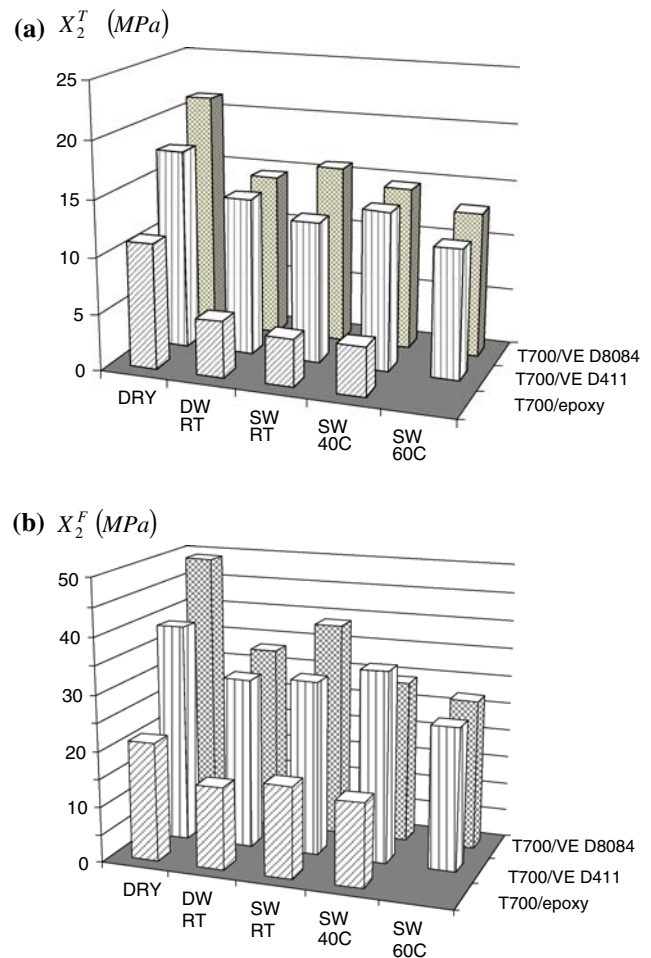 (a) X₂ᵀ (MPa)
25
20
15
10
5
0
DRY
DW
RT
SW
RT
SW
40C
SW
60C
T700/VE D8084
T700/VE D411
T700/epoxy
(b) X₂ᶠ (MPa)
50
40
30
20
10
0
DRY
DW
RT
SW
RT
SW
40C
SW
60C
T700/VE D8084
T700/VE D411
T700/epoxy